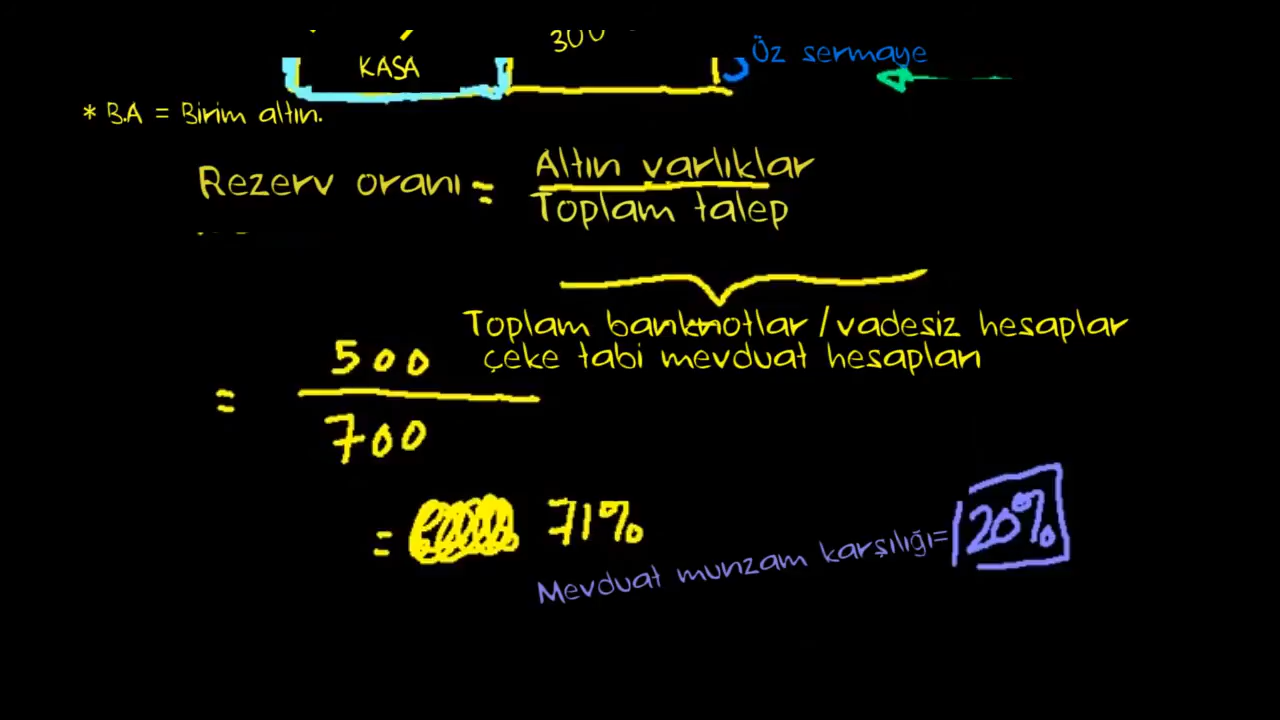 300
KASA
Öz sermaye
* B.A = Birim altın.
Rezerv oranı = Altın varlıklar
Toplam talep
Toplam banknotlar /vadesiz hesaplar
çeke tabi mevduat hesapları
= 500
700
= 71%
Mevduat munzam karşılığı= 20%